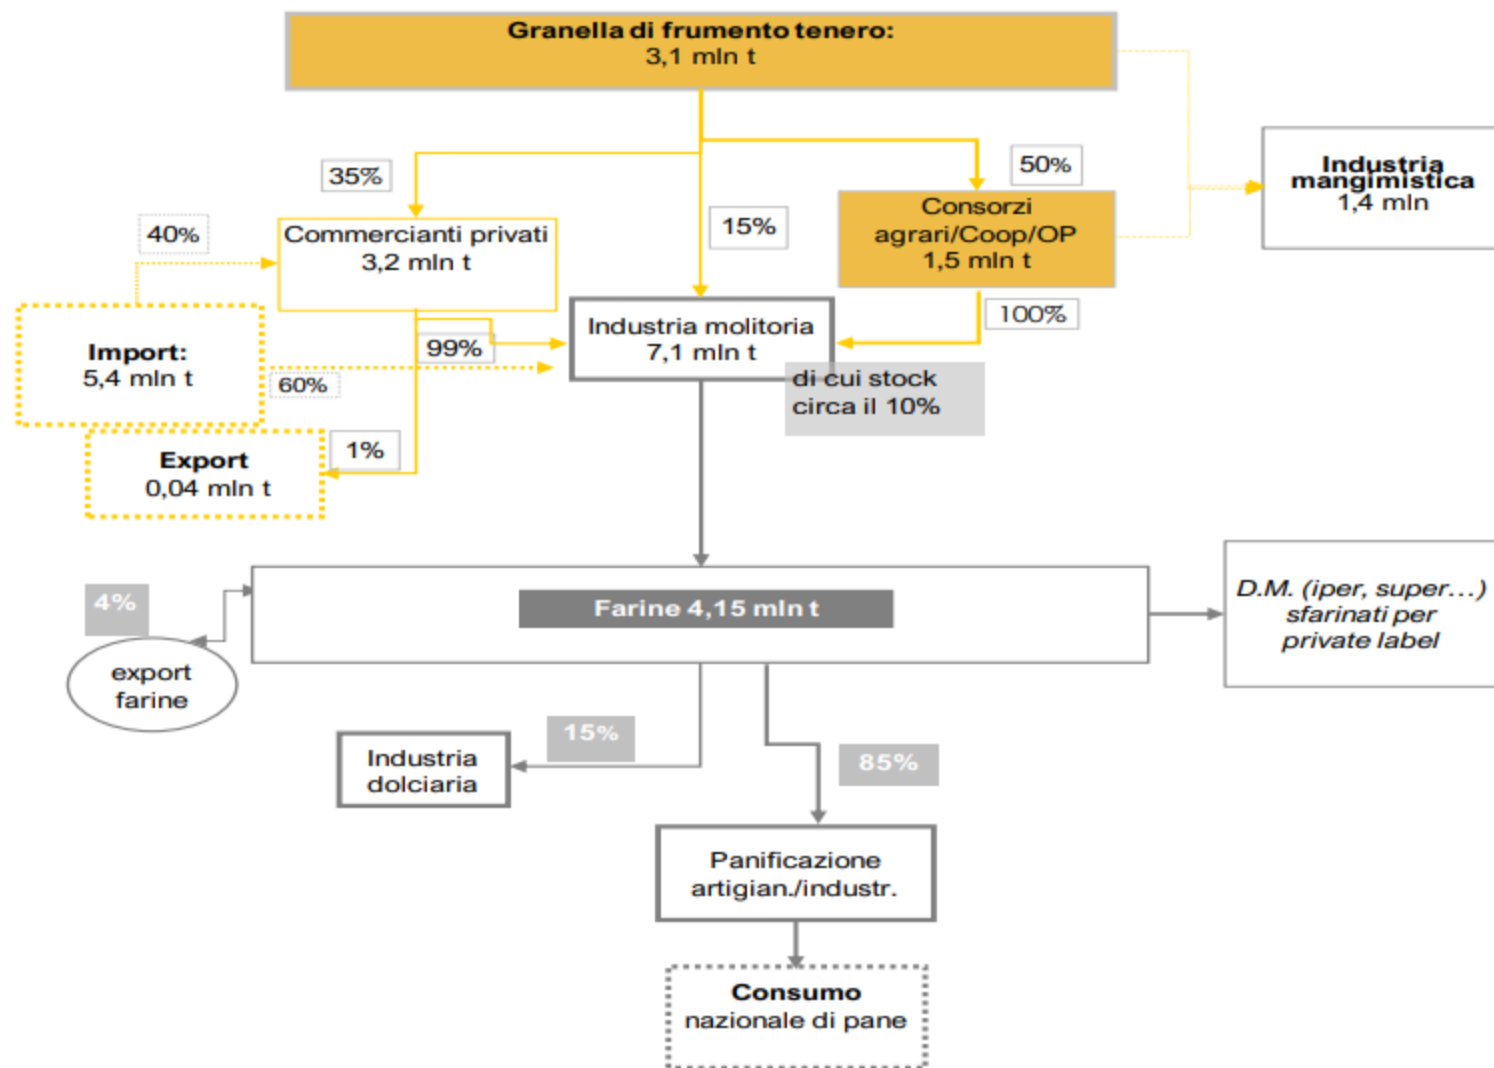 Granella di frumento tenero:
3,1 mln t
35%
50%
Industria
mangimistica
1,4 mln
40%
Commercianti privati
3,2 mln t
15%
Consorzi
agrari/Coop/OP
1,5 mln t
Import:
5,4 mln t
99%
60%
Industria molitoria
7,1 mln t
100%
di cui stock
circa il 10%
Export
0,04 mln t
1%
4%
export
farine
Farine 4,15 mln t
D.M. (iper, super...)
sfarinati per
private label
15%
Industria
dolciaria
85%
Panificazione
artigian./industr.
Consumo
nazionale di pane